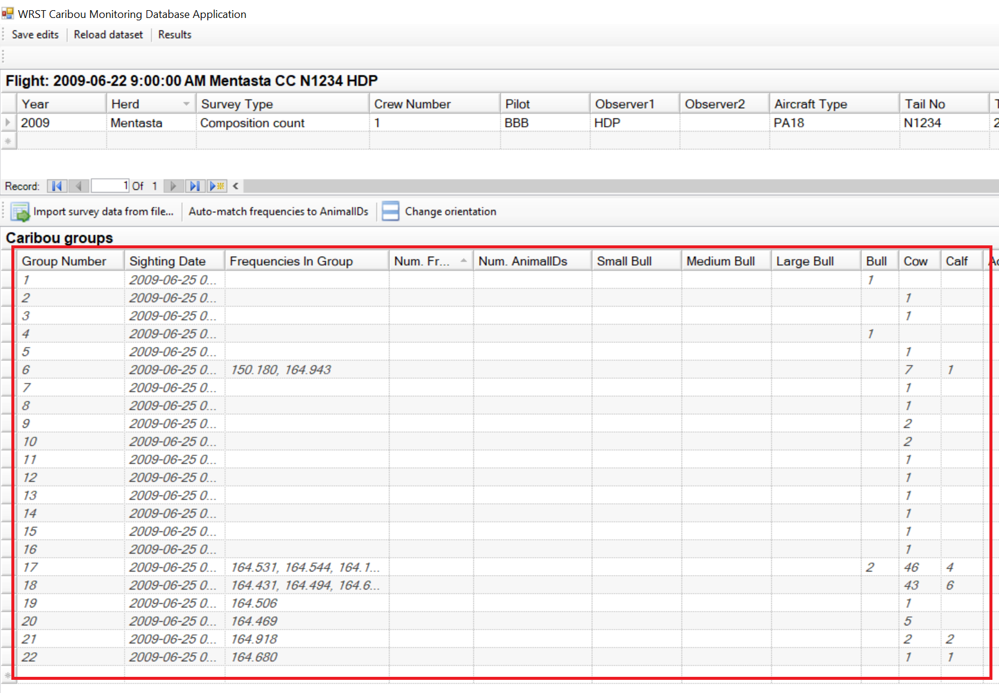 WRST Caribou Monitoring Database Application
Save edits Reload dataset Results
Flight: 2009-06-22 9:00:00 AM Mentasta CC N1234 HDP
Year Herd Survey Type Crew Number Pilot Observer1 Observer2 Aircraft Type Tail No T
2009 Mentasta Composition count 1 BBB HDP PA18 N1234 2
Record: 1 Of 1
Import survey data from file... Auto-match frequencies to AnimalIDs Change orientation
Caribou groups
Group Number Sighting Date Frequencies In Group Num. Fr... Num. AnimalIDs Small Bull Medium Bull Large Bull Bull Cow Calf Ac
1 2009-06-25 0... 1
2 2009-06-25 0... 1
3 2009-06-25 0... 1
4 2009-06-25 0... 1
5 2009-06-25 0... 1
6 2009-06-25 0... 150.180, 164.943 7 1
7 2009-06-25 0... 1
8 2009-06-25 0... 1
9 2009-06-25 0... 2
10 2009-06-25 0... 2
11 2009-06-25 0... 1
12 2009-06-25 0... 1
13 2009-06-25 0... 1
14 2009-06-25 0... 1
15 2009-06-25 0... 1
16 2009-06-25 0... 1
17 2009-06-25 0... 164.531, 164.544, 164.1... 2 46 4
18 2009-06-25 0... 164.431, 164.494, 164.6... 43 6
19 2009-06-25 0... 164.506 1
20 2009-06-25 0... 164.469 5
21 2009-06-25 0... 164.918 2 2
22 2009-06-25 0... 164.680 1 1